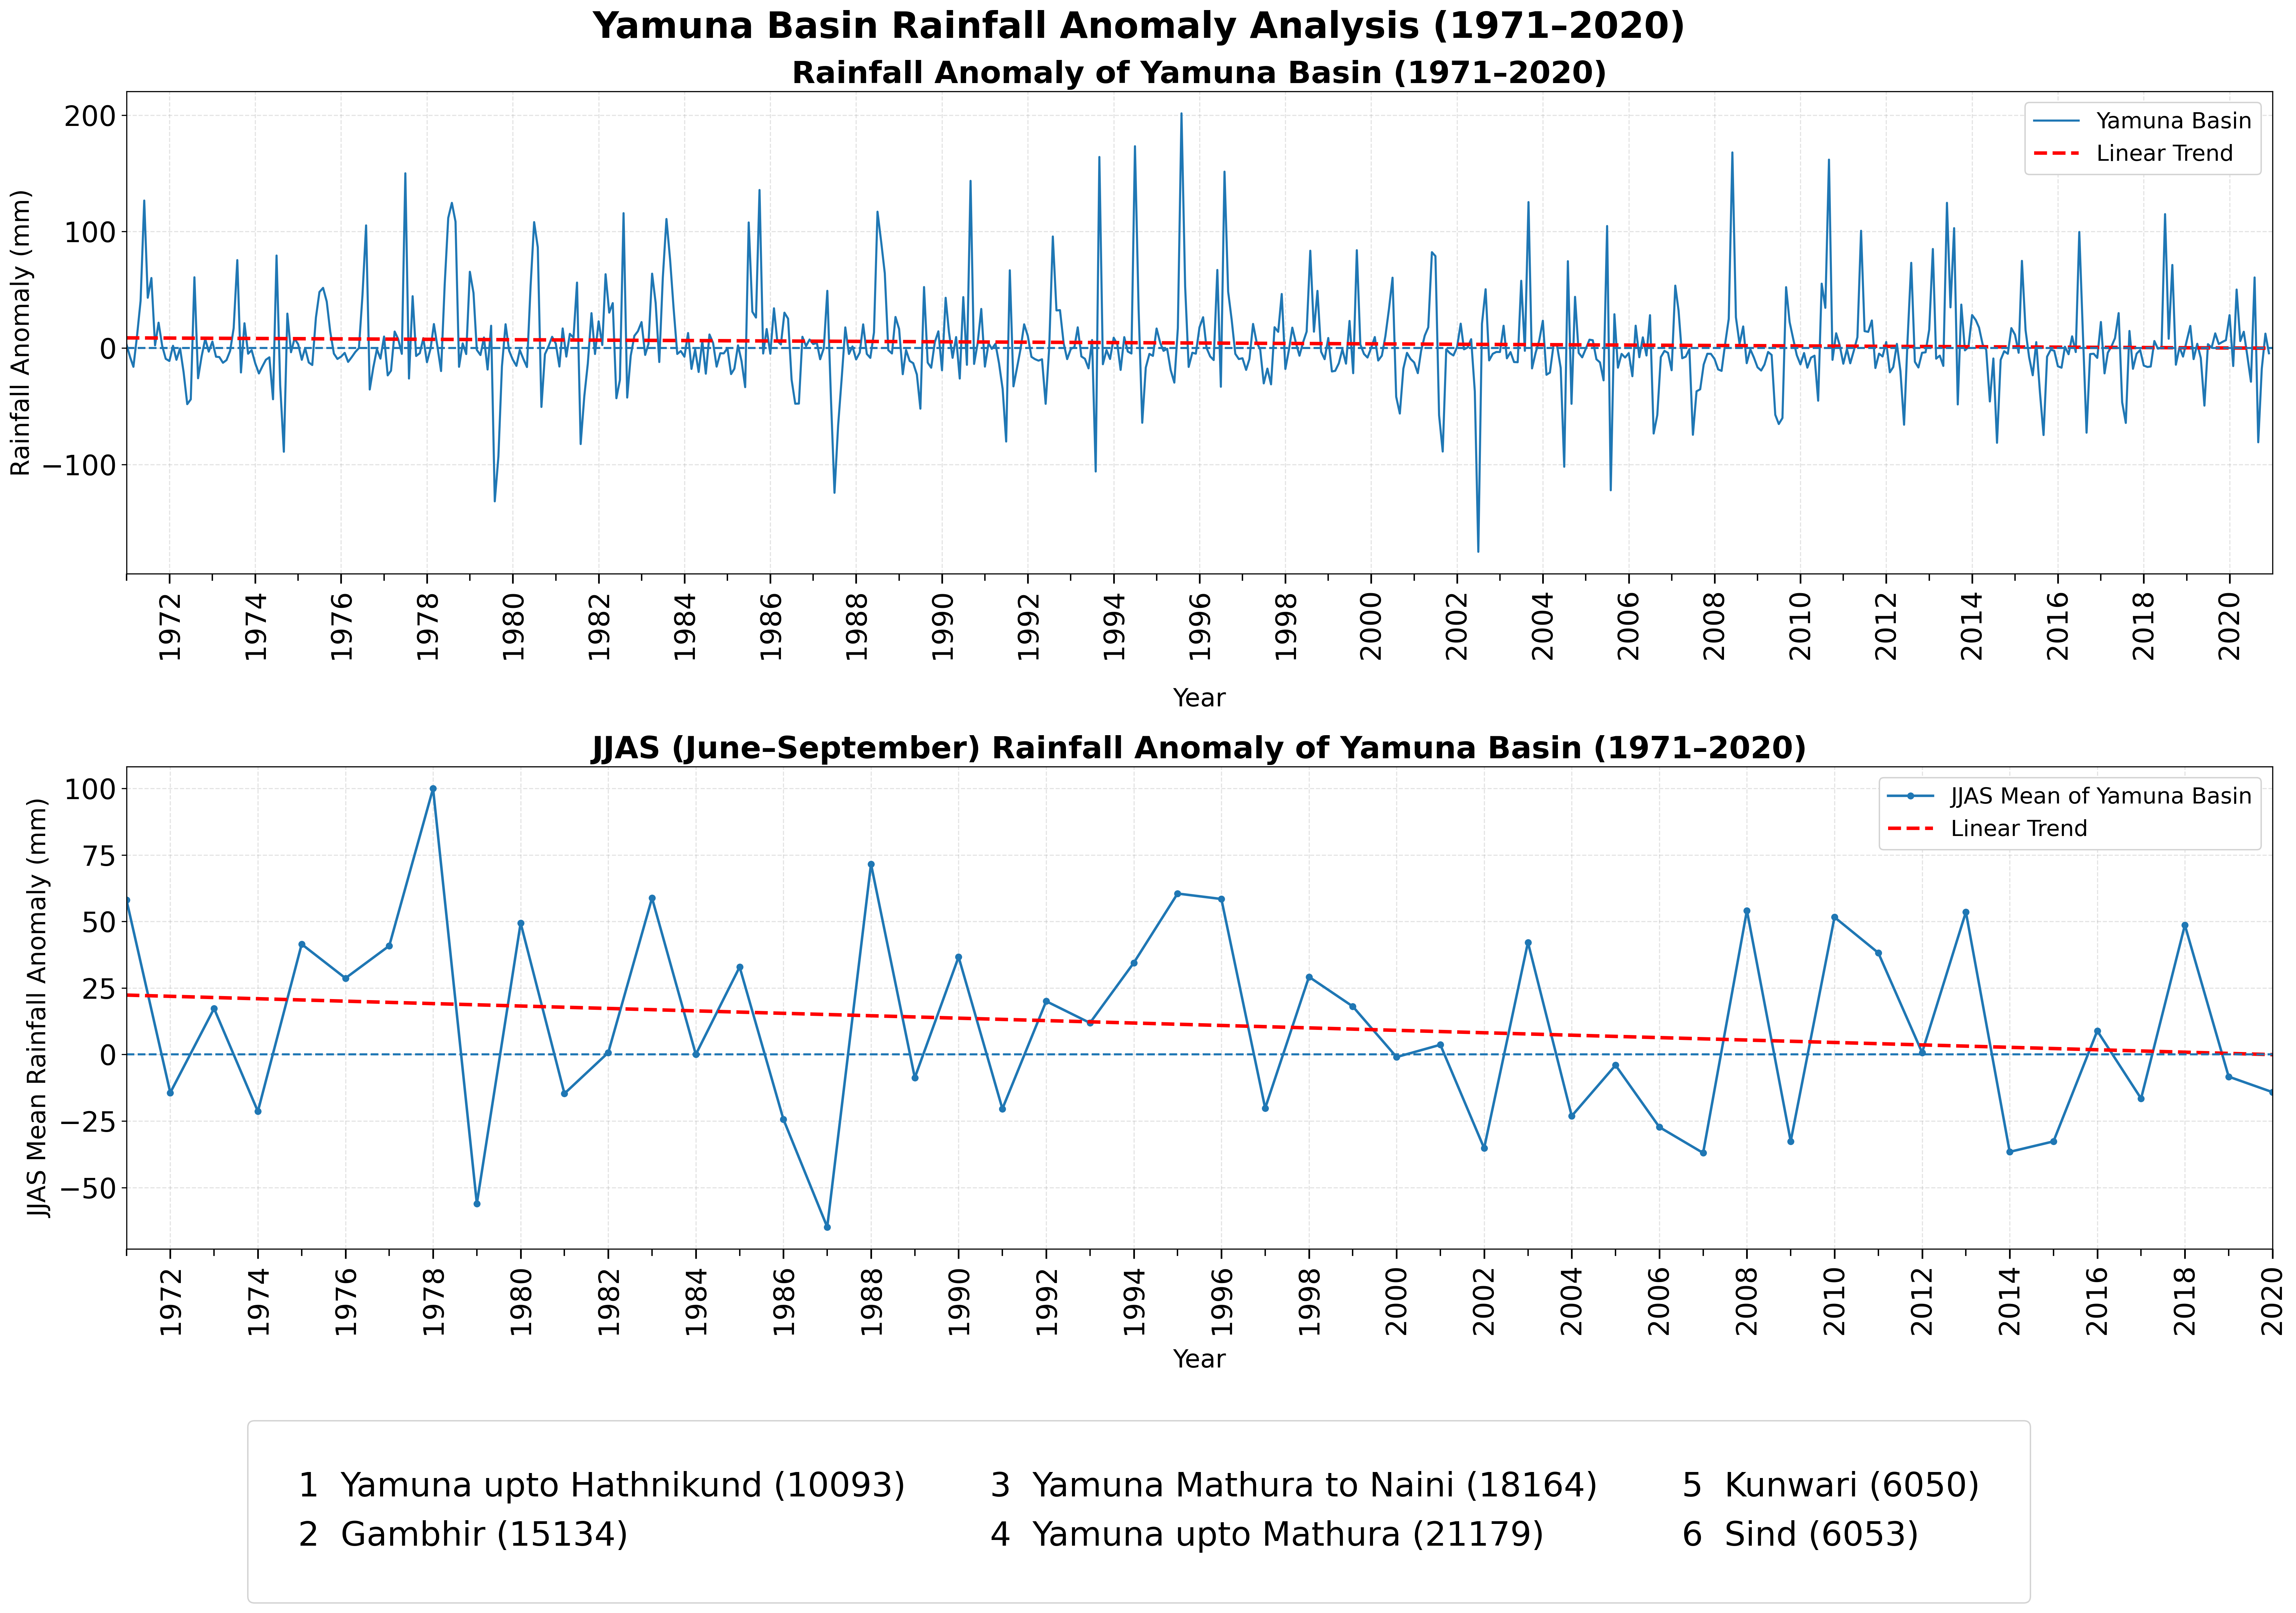 Yamuna Basin Rainfall Anomaly Analysis (1971–2020)
Rainfall Anomaly of Yamuna Basin (1971–2020)
Rainfall Anomaly (mm)
200
100
0
−100
Yamuna Basin
Linear Trend
1972 1974 1976 1978 1980 1982 1984 1986 1988 1990 1992 1994 1996 1998 2000 2002 2004 2006 2008 2010 2012 2014 2016 2018 2020
Year
JJAS (June–September) Rainfall Anomaly of Yamuna Basin (1971–2020)
JJAS Mean Rainfall Anomaly (mm)
100
75
50
25
0
−25
−50
JJAS Mean of Yamuna Basin
Linear Trend
1972 1974 1976 1978 1980 1982 1984 1986 1988 1990 1992 1994 1996 1998 2000 2002 2004 2006 2008 2010 2012 2014 2016 2018 2020
Year
1 Yamuna upto Hathnikund (10093)
2 Gambhir (15134)
3 Yamuna Mathura to Naini (18164)
4 Yamuna upto Mathura (21179)
5 Kunwari (6050)
6 Sind (6053)